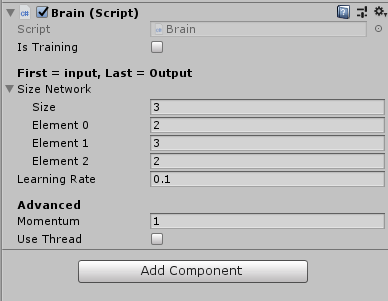 Brain (Script)
Script Brain
Is Training
First = input, Last = Output
Size Network
Size 3
Element 0 2
Element 1 3
Element 2 2
Learning Rate 0.1
Advanced
Momentum 1
Use Thread
Add Component